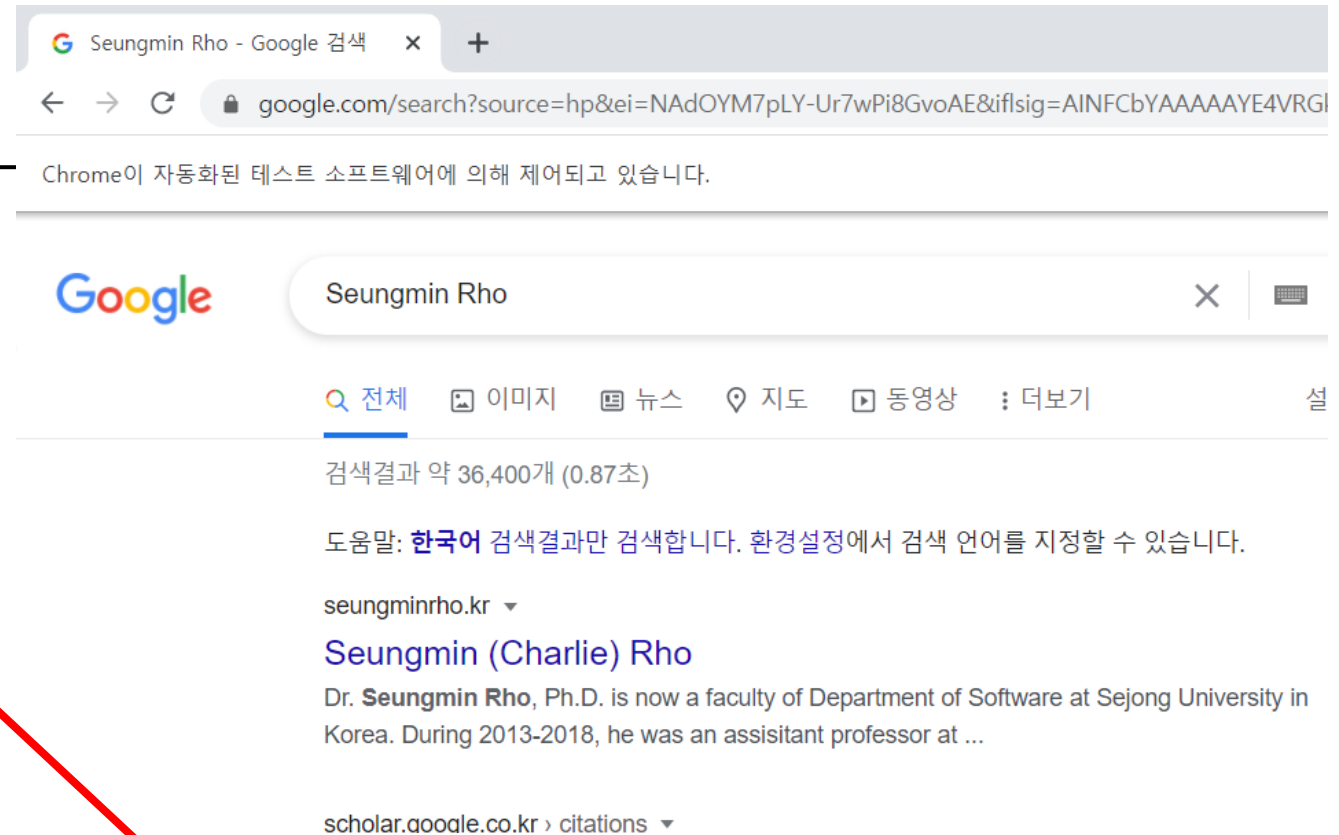 Seungmin Rho - Google 검색
google.com/search?source=hp&ei=NAdOYM7pLY-Ur7wPi8GvoAE&iflsig=AINFCbYAAAAAYE4VRG
Chrome이 자동화된 테스트 소프트웨어에 의해 제어되고 있습니다.
Google Seungmin Rho
전체 이미지 뉴스 지도 동영상 더보기 설
검색결과 약 36,400개 (0.87초)
도움말: 한국어 검색결과만 검색합니다. 환경설정에서 검색 언어를 지정할 수 있습니다.
seungminrho.kr
Seungmin (Charlie) Rho
Dr. Seungmin Rho, Ph.D. is now a faculty of Department of Software at Sejong University in
Korea. During 2013-2018, he was an assisitant professor at ...
scholar.google.co.kr › citations